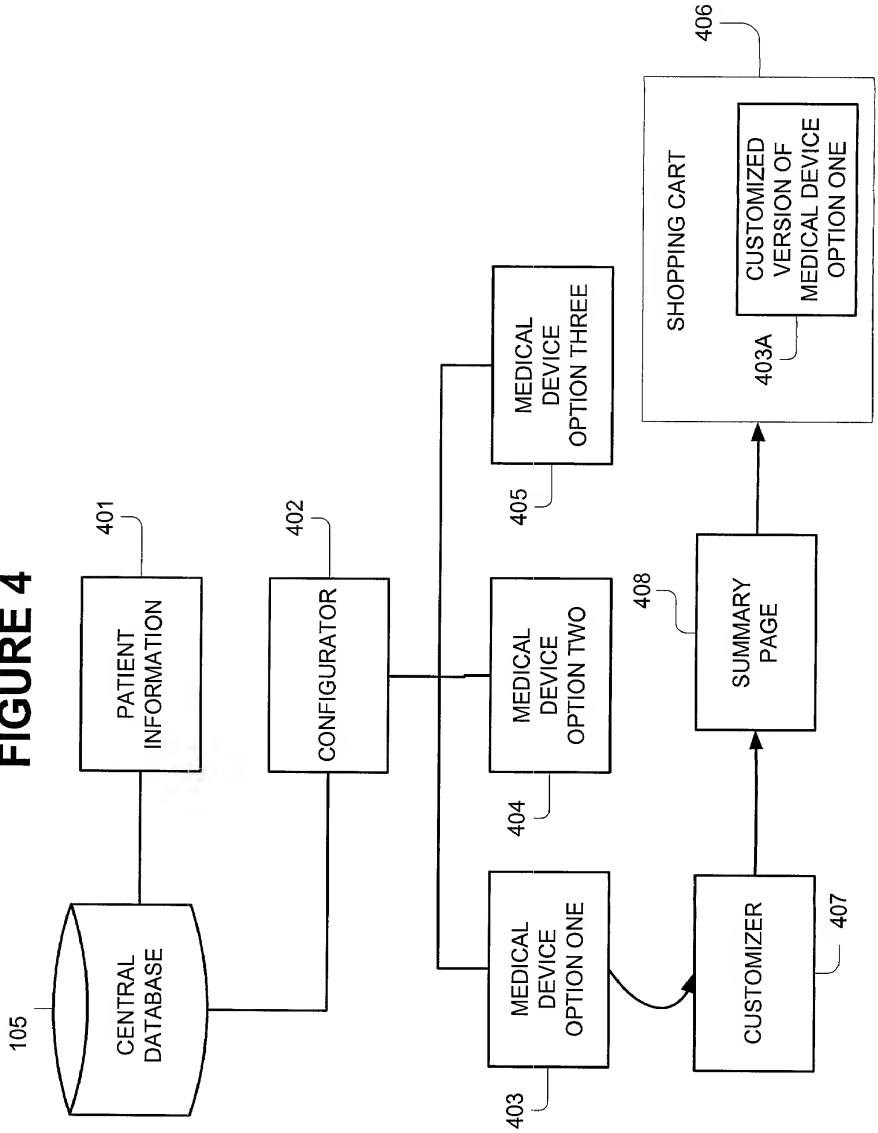 FIGURE 4
105
CENTRAL
DATABASE
PATIENT
INFORMATION
401
CONFIGURATOR
402
MEDICAL
DEVICE
OPTION ONE
403
MEDICAL
DEVICE
OPTION TWO
404
MEDICAL
DEVICE
OPTION THREE
405
CUSTOMIZER
407
SUMMARY
PAGE
408
SHOPPING CART
406
CUSTOMIZED
VERSION OF
MEDICAL DEVICE
OPTION ONE
403A